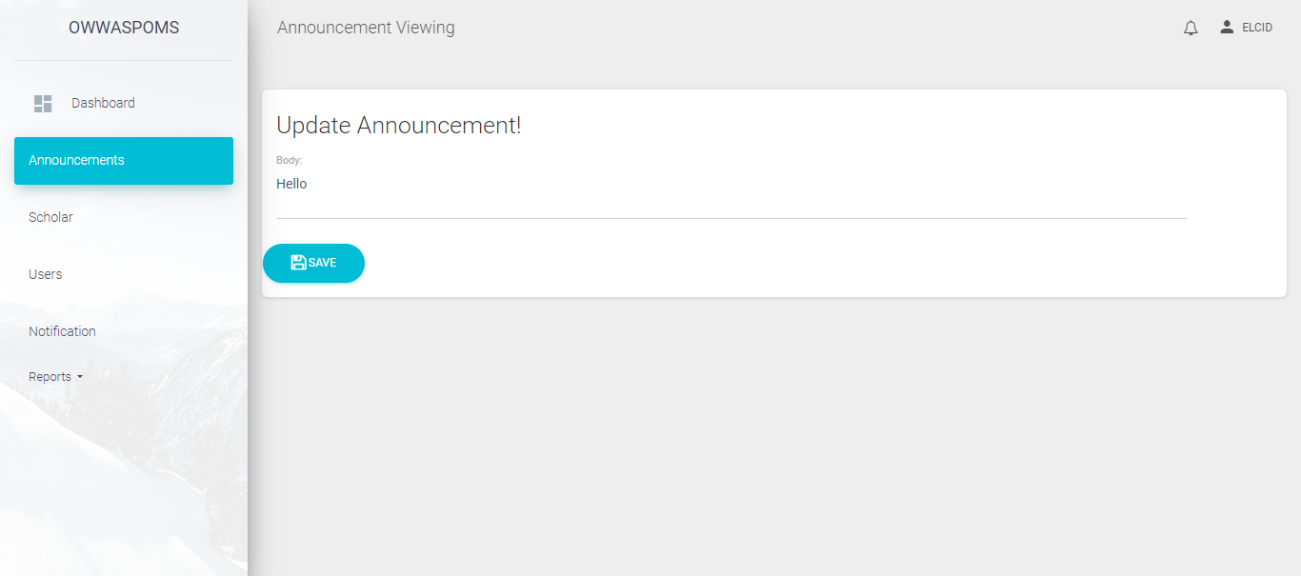 OWWASPOMS
Dashboard
Announcements
Scholar
Users
Notification
Reports
Announcement Viewing
ELCID
Update Announcement!
Body:
Hello
SAVE